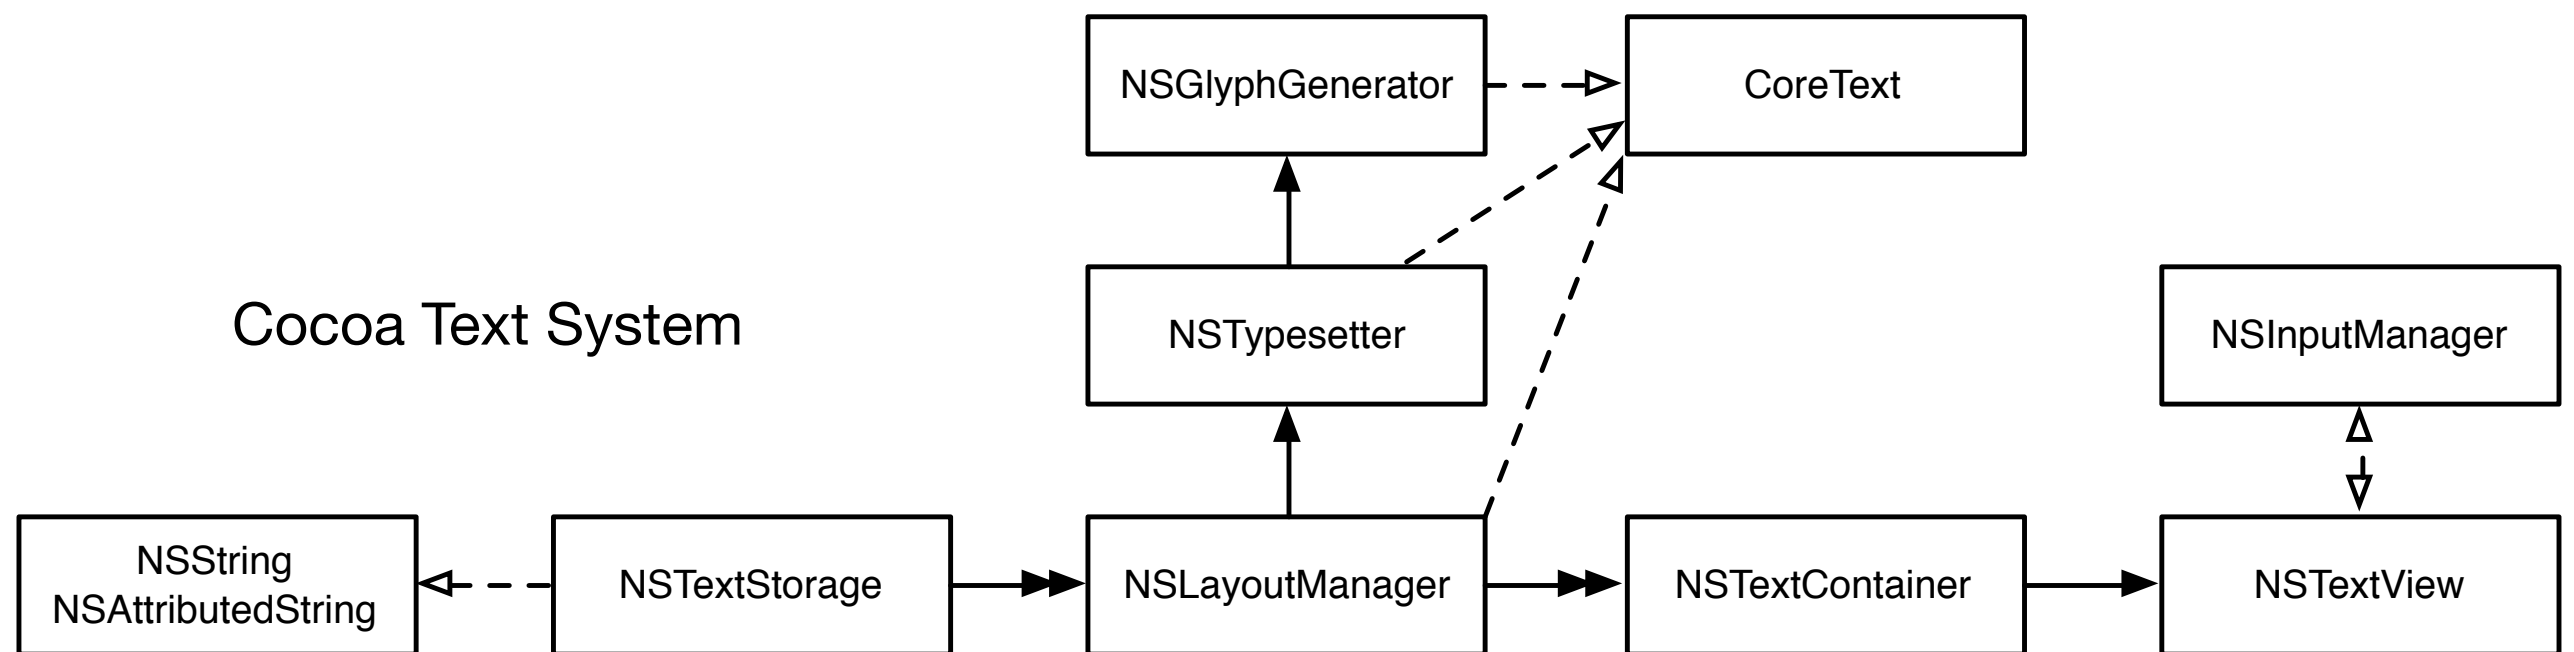 NSGlyphGenerator
CoreText
Cocoa Text System
NSTypesetter
NSInputManager
NSString
NSAttributedString
NSTextStorage
NSLayoutManager
NSTextContainer
NSTextView